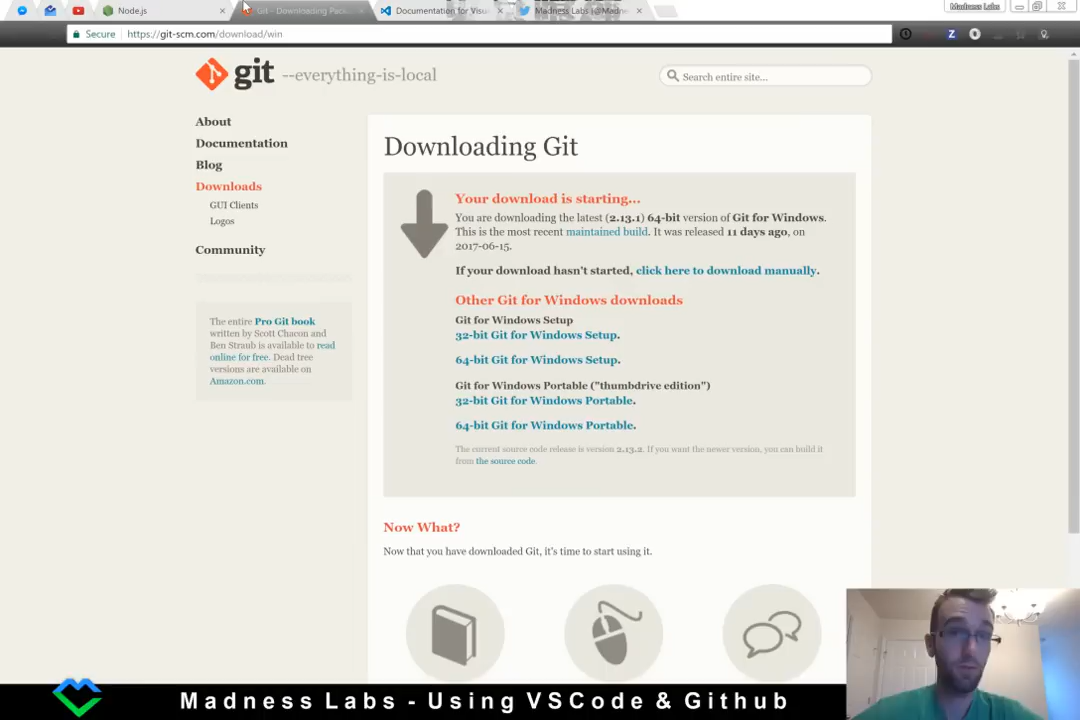 Node.js
Git - Downloading Pack
Documentation for Visu
Madness Labs (@Madn
Madness Labs
Secure
https://git-scm.com/download/win
git --everything-is-local
Search entire site...
About
Documentation
Blog
Downloads
GUI Clients
Logos
Community
The entire Pro Git book
written by Scott Chacon and
Ben Straub is available to read
online for free. Dead tree
versions are available on
Amazon.com.
Downloading Git
Your download is starting...
You are downloading the latest (2.13.1) 64-bit version of Git for Windows.
This is the most recent maintained build. It was released 11 days ago, on
2017-06-15.
If your download hasn't started, click here to download manually.
Other Git for Windows downloads
Git for Windows Setup
32-bit Git for Windows Setup.
64-bit Git for Windows Setup.
Git for Windows Portable ("thumbdrive edition")
32-bit Git for Windows Portable.
64-bit Git for Windows Portable.
The current source code release is version 2.13.2. If you want the newer version, you can build it
from the source code.
Now What?
Now that you have downloaded Git, it's time to start using it.
Madness Labs - Using VSCode & Github